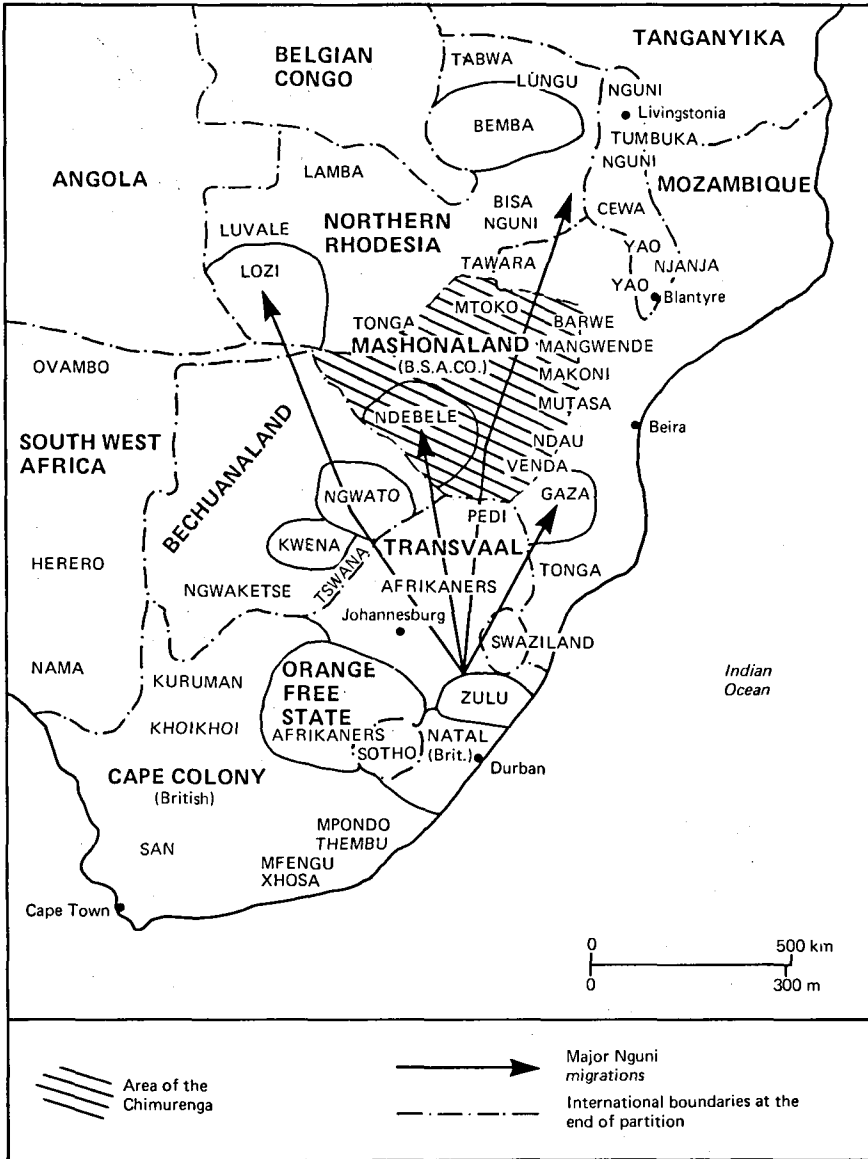 BELGIAN
CONGO
TANGANYIKA
TABWA
LUNGU
NGUNI
Livingstonia
BEMBA
TUMBUKA
NGUNI
ANGOLA
LAMBA
MOZAMBIQUE
NORTHERN
RHODESIA
BISA
NGUNI
CEWA
LUVALE
LOZI
TAWARA
YAO
NJANJA
YAO
Blantyre
MTOKO
TONGA
BARWE
MASHONALAND
(B.S.A.CO.)
MANGWENDE
MAKONI
MUTASA
OVAMBO
NDEBELE
Beira
SOUTH WEST
AFRICA
BECHUANALAND
NDAU
VENDA
GAZA
NGWATO
PEDI
KWENA
TRANSVAAL
HERERO
TSWANA
TONGA
NGWAKETSE
AFRIKANERS
Johannesburg
SWAZILAND
NAMA
KURUMAN
ORANGE
FREE
STATE
AFRIKANERS
ZULU
Indian
Ocean
KHOIKHOI
SOTHO
NATAL
(Brit.)
Durban
CAPE COLONY
(British)
SAN
MPONDO
THEMBU
MFENGU
XHOSA
Cape Town
0 500 km
0 300 m
Area of the
Chimurenga
Major Nguni
migrations
International boundaries at the
end of partition